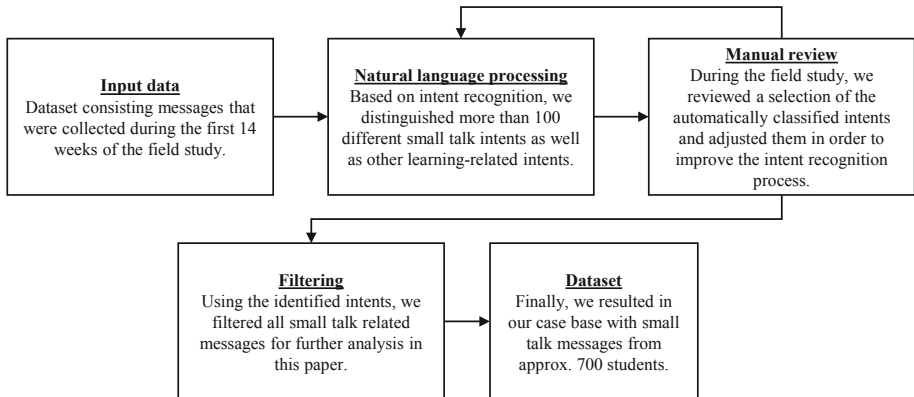 Input data
Dataset consisting messages that
were collected during the first 14
weeks of the field study.
Natural language processing
Based on intent recognition, we
distinguished more than 100
different small talk intents as well
as other learning-related intents.
Manual review
During the field study, we
reviewed a selection of the
automatically classified intents
and adjusted them in order to
improve the intent recognition
process.
Filtering
Using the identified intents, we
filtered all small talk related
messages for further analysis in
this paper.
Dataset
Finally, we resulted in
our case base with small
talk messages from
approx. 700 students.